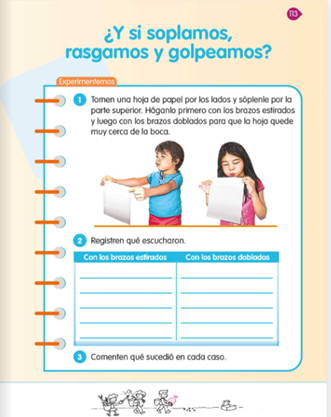 113
¿Y si soplamos,
rasgamos y golpeamos?
Experimentemos
1 Tomen una hoja de papel por los lados y sóplenle por la
parte superior. Háganlo primero con los brazos estirados
y luego con los brazos doblados para que la hoja quede
muy cerca de la boca.
2 Registren qué escucharon.
Con los brazos estirados Con los brazos doblados
3 Comenten qué sucedió en cada caso.